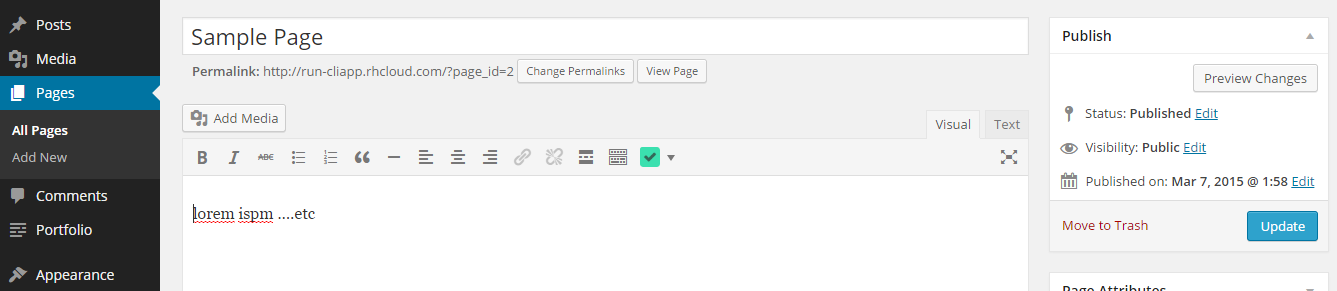 Posts
Media
Pages
All Pages
Add New
Comments
Portfolio
Appearance
Sample Page
Permalink: http://run-cliapp.rhcloud.com/?page_id=2 Change Permalinks View Page
Add Media
Visual Text
B I ABC
lorem ispm ....etc
Publish
Preview Changes
Status: Published Edit
Visibility: Public Edit
Published on: Mar 7, 2015 @ 1:58 Edit
Move to Trash Update
Page Attributes